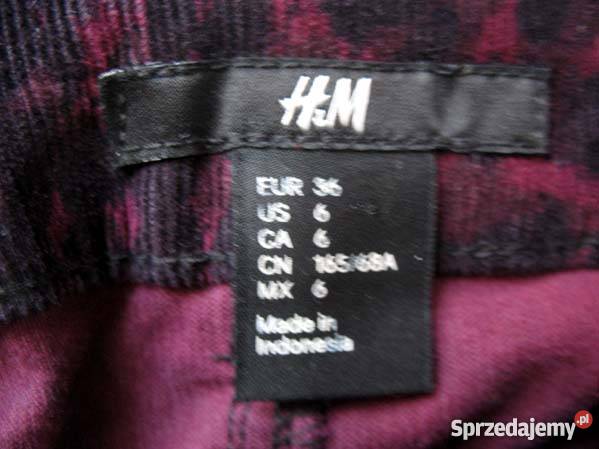 H&M
EUR 36
US 6
CA 6
CN 165/68A
MX 6
Made in
Indonesia
Sprzedajemy.pl